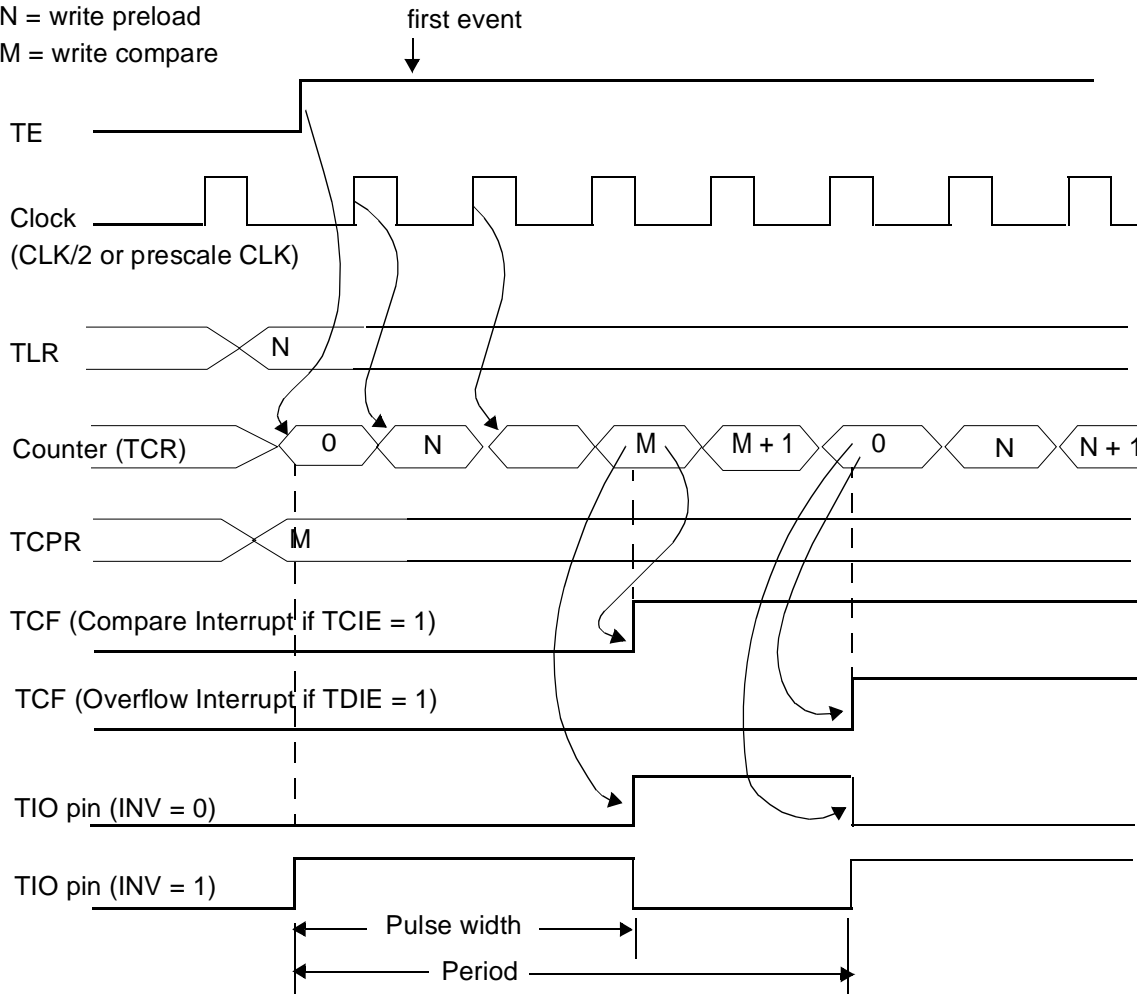 N = write preload
first event
M = write compare
TE
Clock
(CLK/2 or prescale CLK)
TLR
N
Counter (TCR)
0
N
M
M + 1
0
N
N + 1
TCPR
M
TCF (Compare Interrupt if TCIE = 1)
TCF (Overflow Interrupt if TDIE = 1)
TIO pin (INV = 0)
TIO pin (INV = 1)
Pulse width
Period